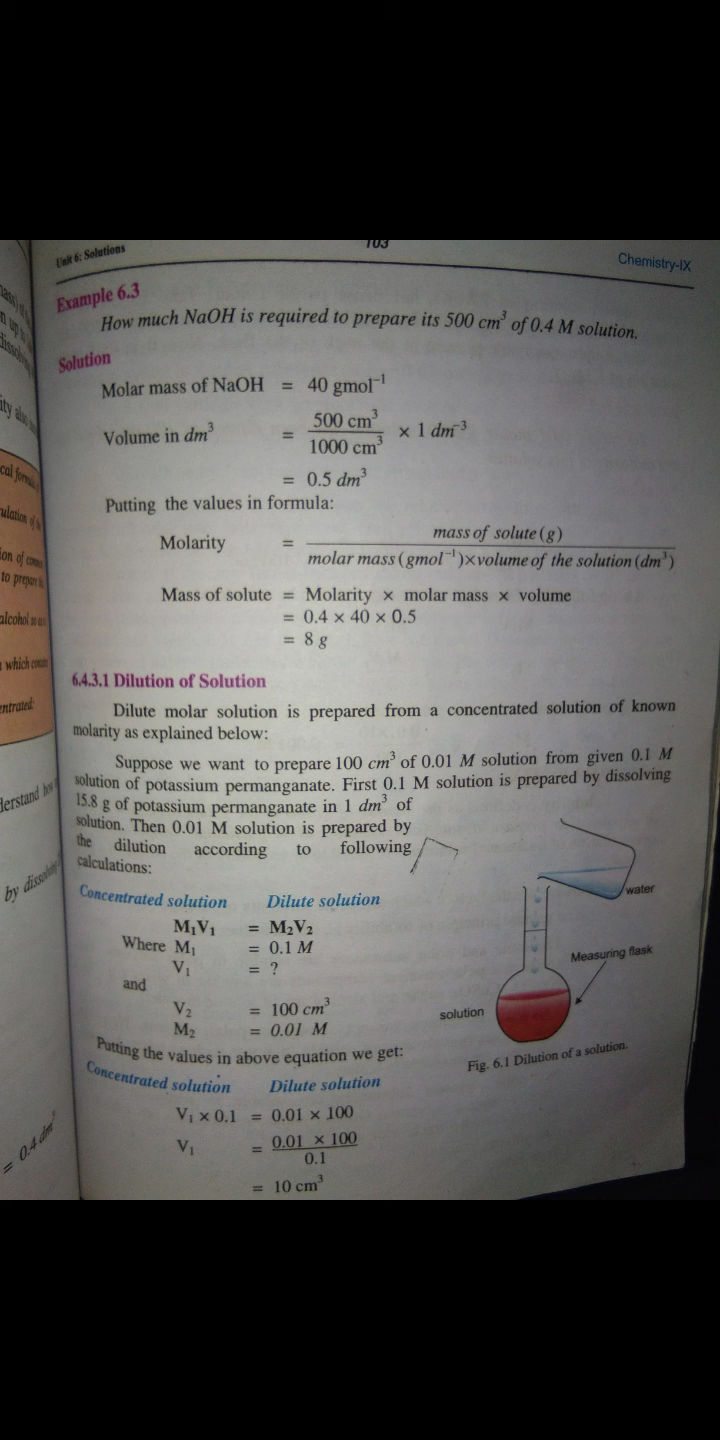 Unit 6: Solutions
103
Chemistry-IX
Example 6.3
How much NaOH is required to prepare its 500 cm³ of 0.4 M solution.
Solution
Molar mass of NaOH = 40 gmol⁻¹
Volume in dm³ = 500 cm³ / 1000 cm³ × 1 dm⁻³
= 0.5 dm³
Putting the values in formula:
Molarity = mass of solute (g) / molar mass (gmol⁻¹)×volume of the solution (dm³)
Mass of solute = Molarity × molar mass × volume
= 0.4 × 40 × 0.5
= 8 g
6.4.3.1 Dilution of Solution
Dilute molar solution is prepared from a concentrated solution of known
molarity as explained below:
Suppose we want to prepare 100 cm³ of 0.01 M solution from given 0.1 M
solution of potassium permanganate. First 0.1 M solution is prepared by dissolving
15.8 g of potassium permanganate in 1 dm³ of
solution. Then 0.01 M solution is prepared by
the dilution according to following
calculations:
Concentrated solution Dilute solution
M₁V₁ = M₂V₂
Where M₁ = 0.1 M
V₁ = ?
and
V₂ = 100 cm³
M₂ = 0.01 M
Putting the values in above equation we get:
Concentrated solution Dilute solution
V₁ × 0.1 = 0.01 × 100
V₁ = 0.01 × 100 / 0.1
= 10 cm³
water
Measuring flask
solution
Fig. 6.1 Dilution of a solution.
by
= 0.4 dm³